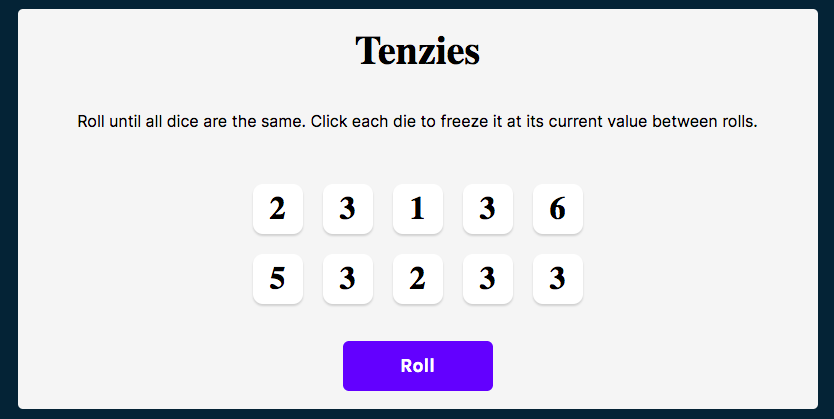 Tenzies
Roll until all dice are the same. Click each die to freeze it at its current value between rolls.
2 3 1 3 6
5 3 2 3 3
Roll